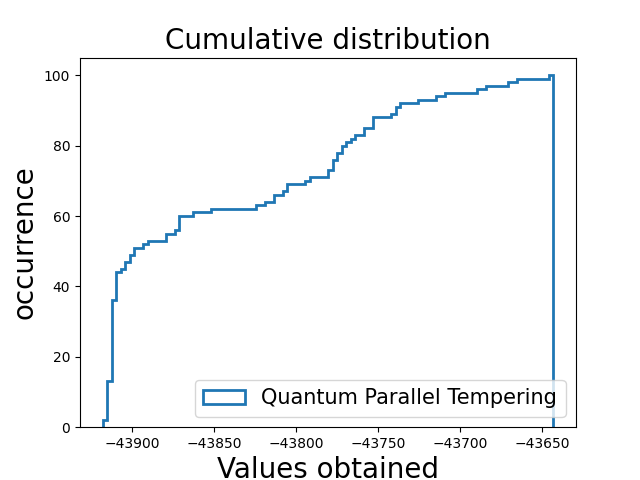 Cumulative distribution
occurrence
100
80
60
40
20
0
Quantum Parallel Tempering
−43900 −43850 −43800 −43750 −43700 −43650
Values obtained